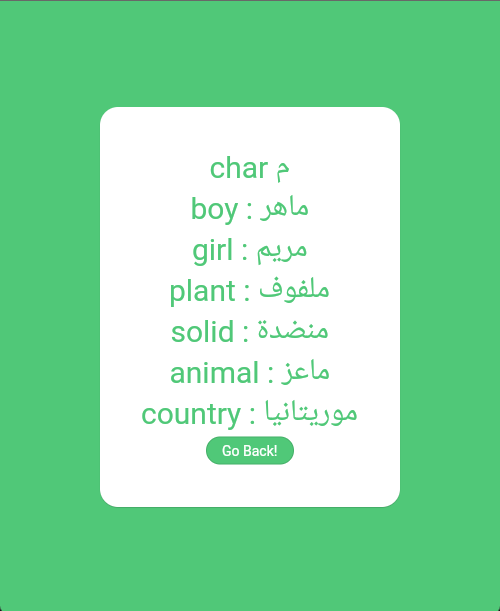 char م
boy : ماهر
girl : مريم
plant : ملفوف
solid : منضدة
animal : ماعز
country : موريتانيا
Go Back!